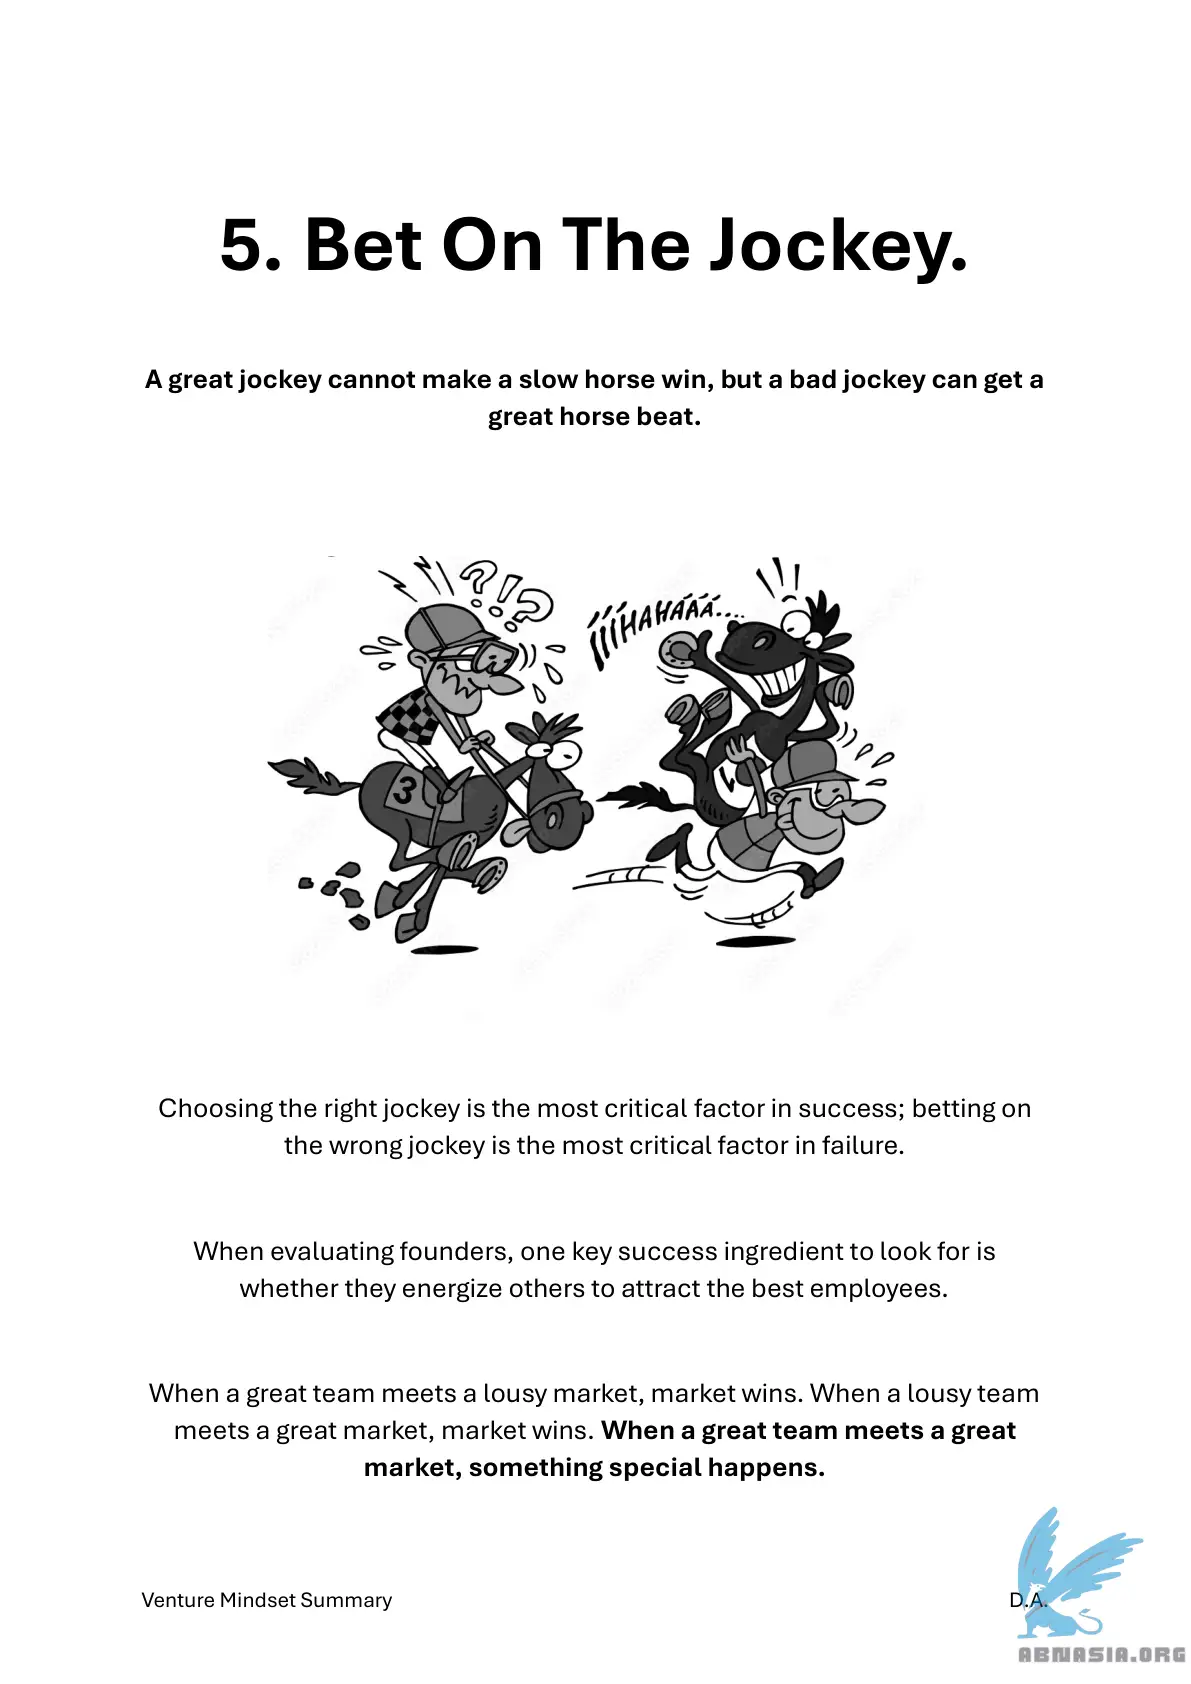 5. Bet On The Jockey.
A great jockey cannot make a slow horse win, but a bad jockey can get a
great horse beat.
?!?
ÍÍÍHAHÁÁÁ....
3
Choosing the right jockey is the most critical factor in success; betting on
the wrong jockey is the most critical factor in failure.
When evaluating founders, one key success ingredient to look for is
whether they energize others to attract the best employees.
When a great team meets a lousy market, market wins. When a lousy team
meets a great market, market wins. When a great team meets a great
market, something special happens.
Venture Mindset Summary
D.A.
ABNASIA.ORG